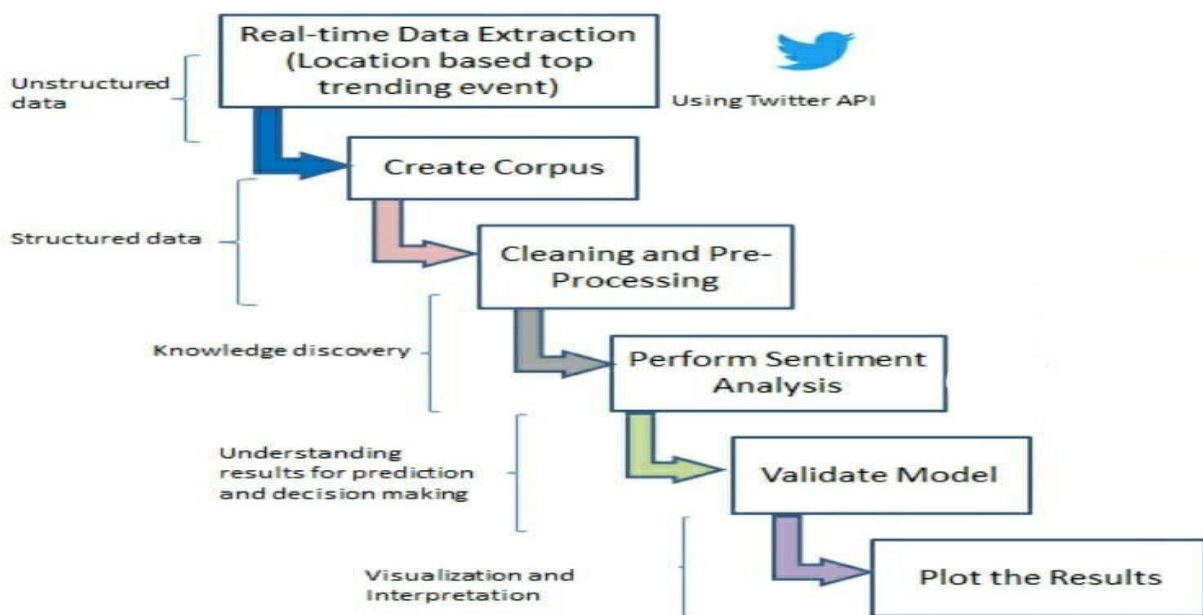 Real-time Data Extraction
(Location based top
trending event)
Using Twitter API
Unstructured
data
Create Corpus
Structured data
Cleaning and Pre-
Processing
Knowledge discovery
Perform Sentiment
Analysis
Understanding
results for prediction
and decision making
Validate Model
Visualization and
Interpretation
Plot the Results